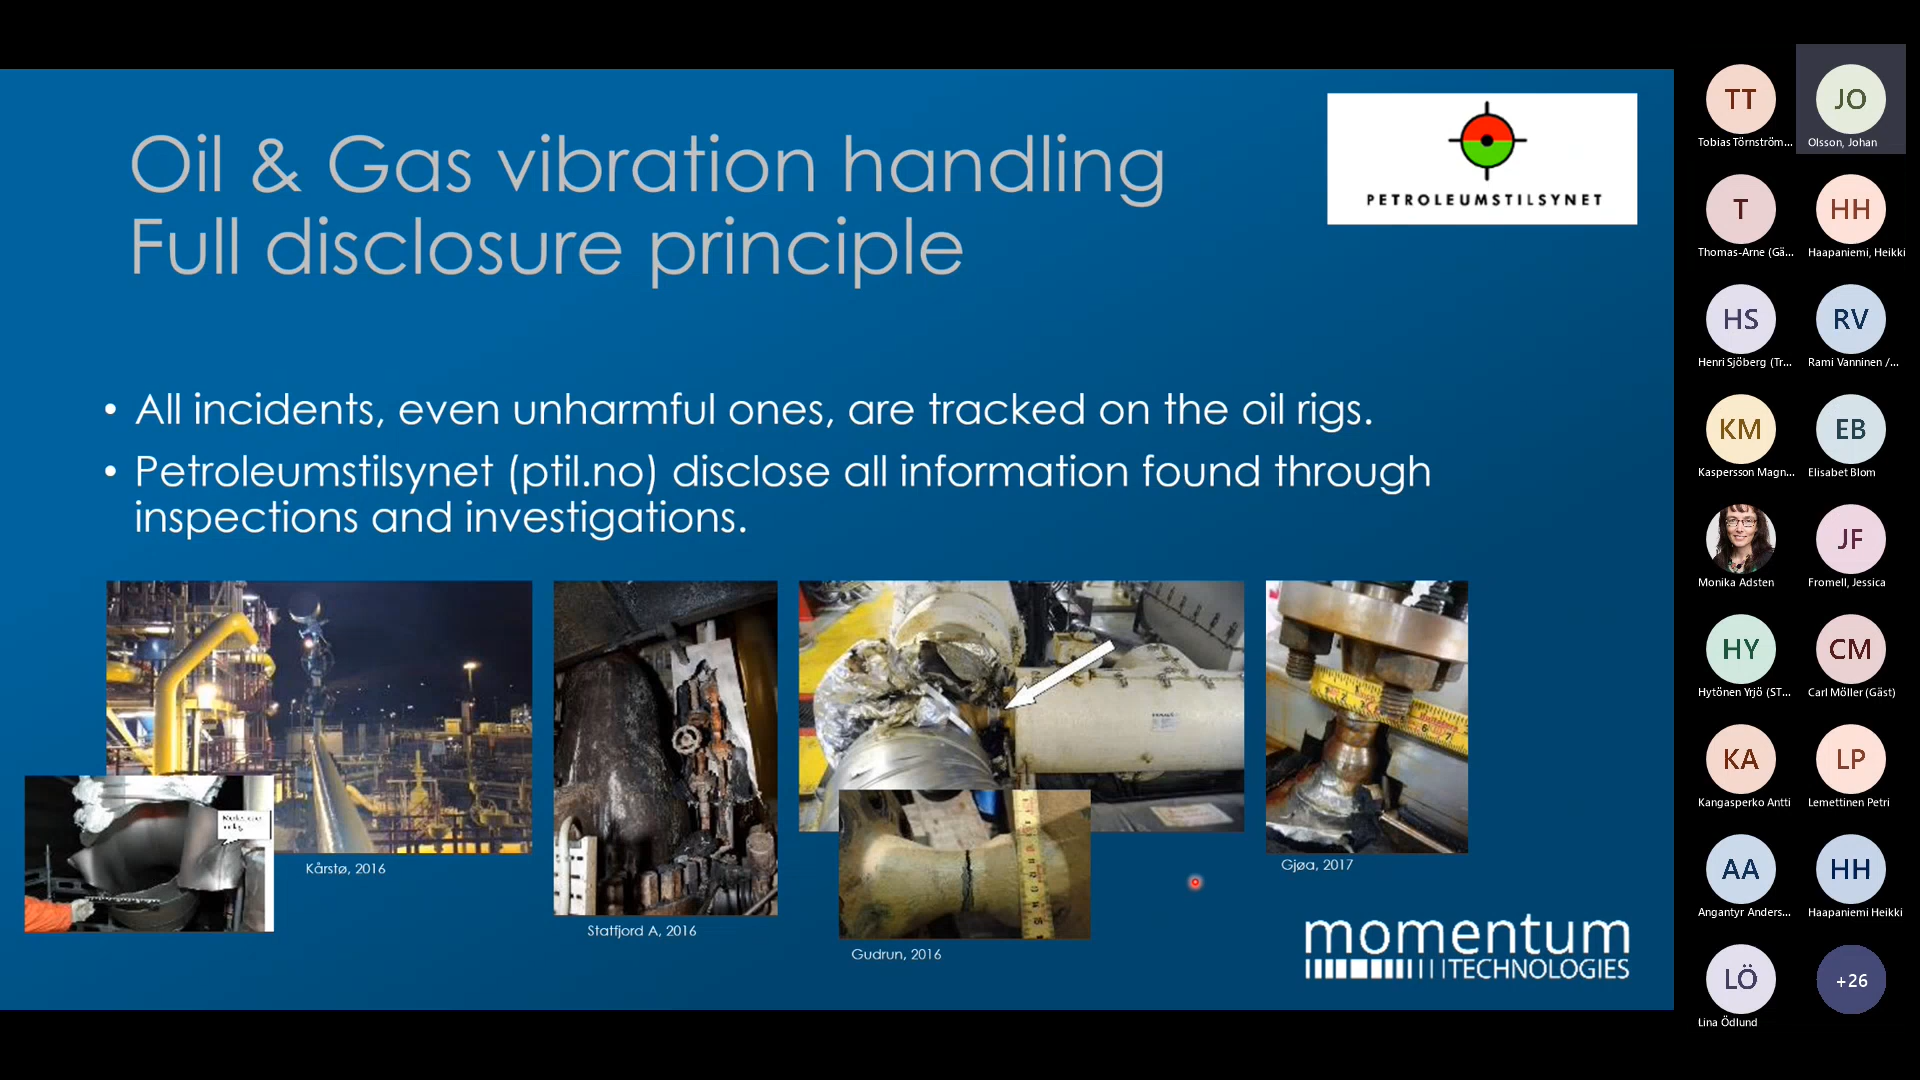 Oil & Gas vibration handling
Full disclosure principle
PETROLEUMSTILSYNET
• All incidents, even unharmful ones, are tracked on the oil rigs.
• Petroleumstilsynet (ptil.no) disclose all information found through
inspections and investigations.
Kårstø, 2016
Statfjord A, 2016
Gudrun, 2016
Gjøa, 2017
momentum
TECHNOLOGIES
TT
Tobias Törnström...
JO
Olsson, Johan
T
Thomas-Arne (Gä...
HH
Haapaniemi, Heikki
HS
Henri Sjöberg (Tr...
RV
Rami Vanninen /...
KM
Kaspersson Magn...
EB
Elisabet Blom
Monika Adsten
JF
Fromell, Jessica
HY
Hytönen Yrjö (ST...
CM
Carl Möller (Gäst)
KA
Kangasperko Antti
LP
Lemettinen Petri
AA
Angantyr Anders...
HH
Haapaniemi Heikki
LÖ
Lina Ödlund
+26